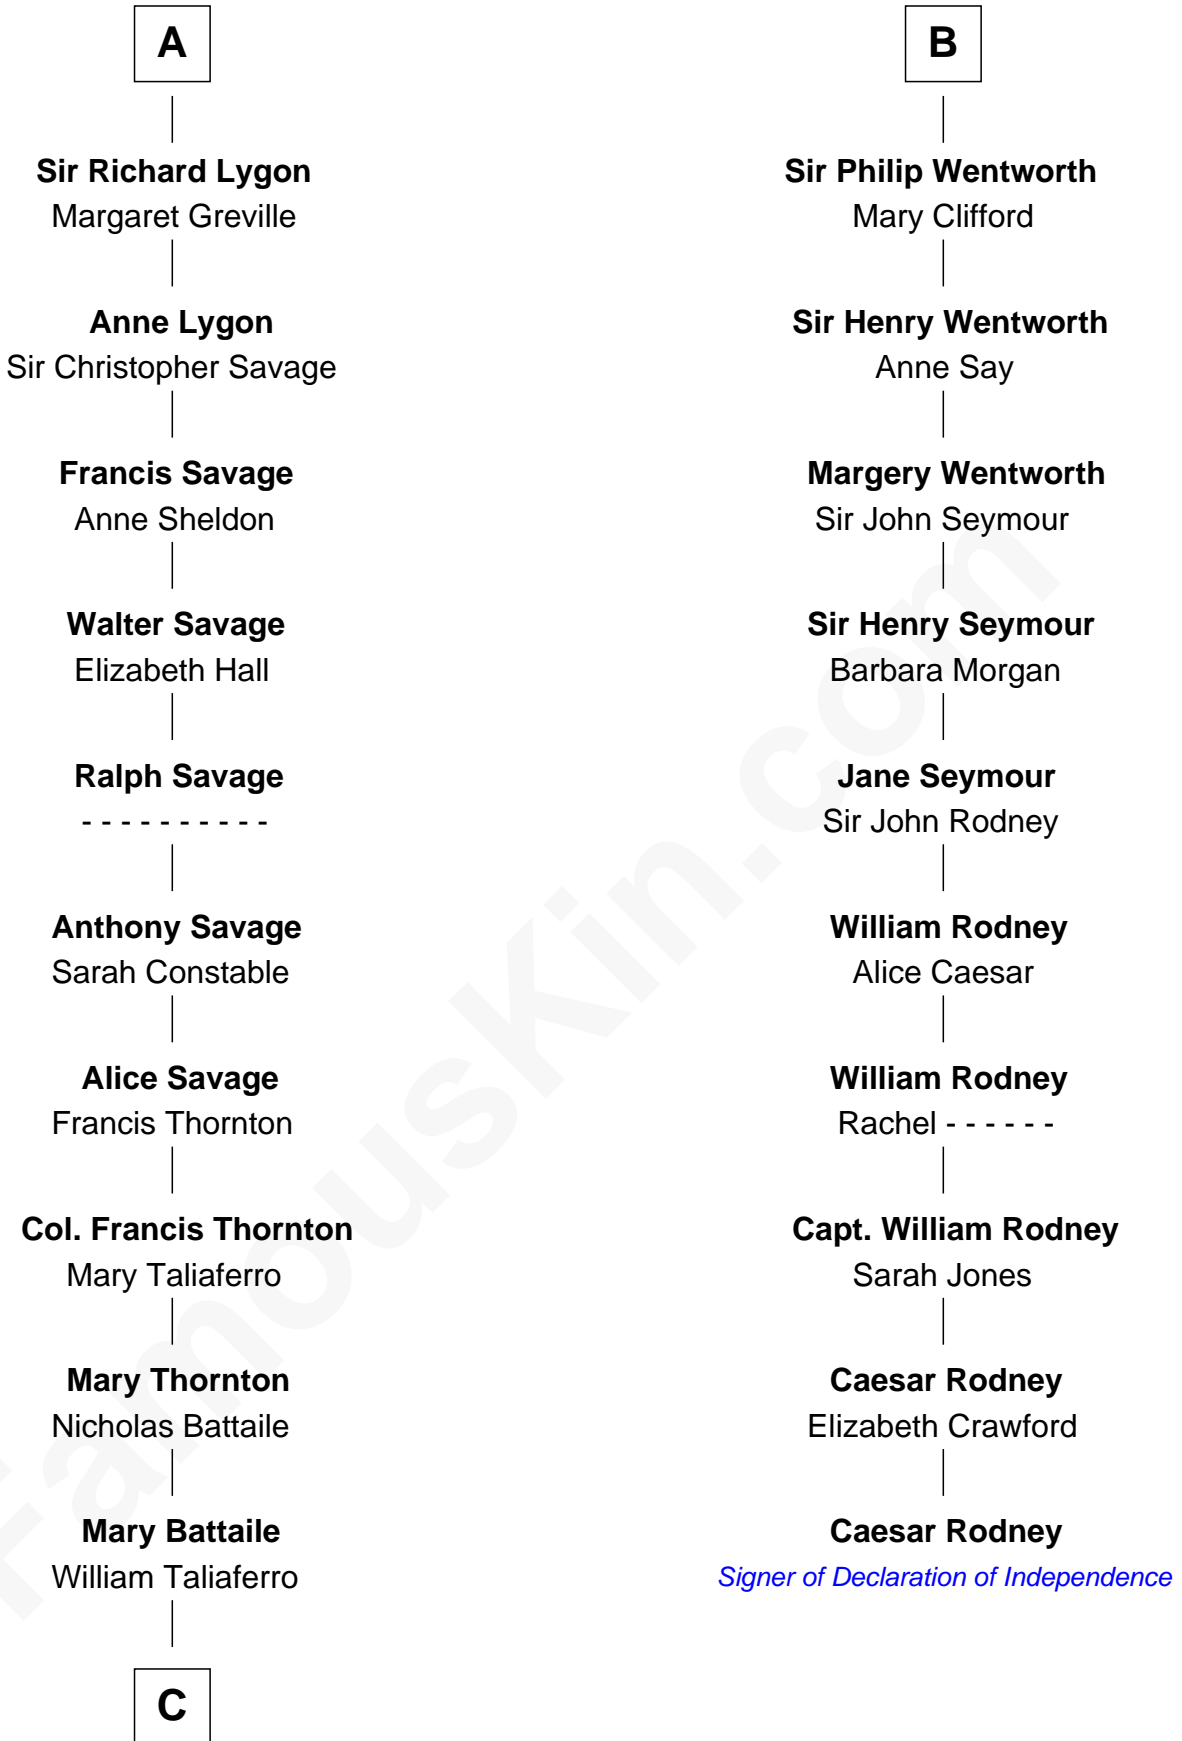 A
Sir Richard Lygon
Margaret Greville
Anne Lygon
Sir Christopher Savage
Francis Savage
Anne Sheldon
Walter Savage
Elizabeth Hall
Ralph Savage
- - - - - - - - - -
Anthony Savage
Sarah Constable
Alice Savage
Francis Thornton
Col. Francis Thornton
Mary Taliaferro
Mary Thornton
Nicholas Battaile
Mary Battaile
William Taliaferro
C
B
Sir Philip Wentworth
Mary Clifford
Sir Henry Wentworth
Anne Say
Margery Wentworth
Sir John Seymour
Sir Henry Seymour
Barbara Morgan
Jane Seymour
Sir John Rodney
William Rodney
Alice Caesar
William Rodney
Rachel - - - - - -
Capt. William Rodney
Sarah Jones
Caesar Rodney
Elizabeth Crawford
Caesar Rodney
Signer of Declaration of Independence
FamousKin.com